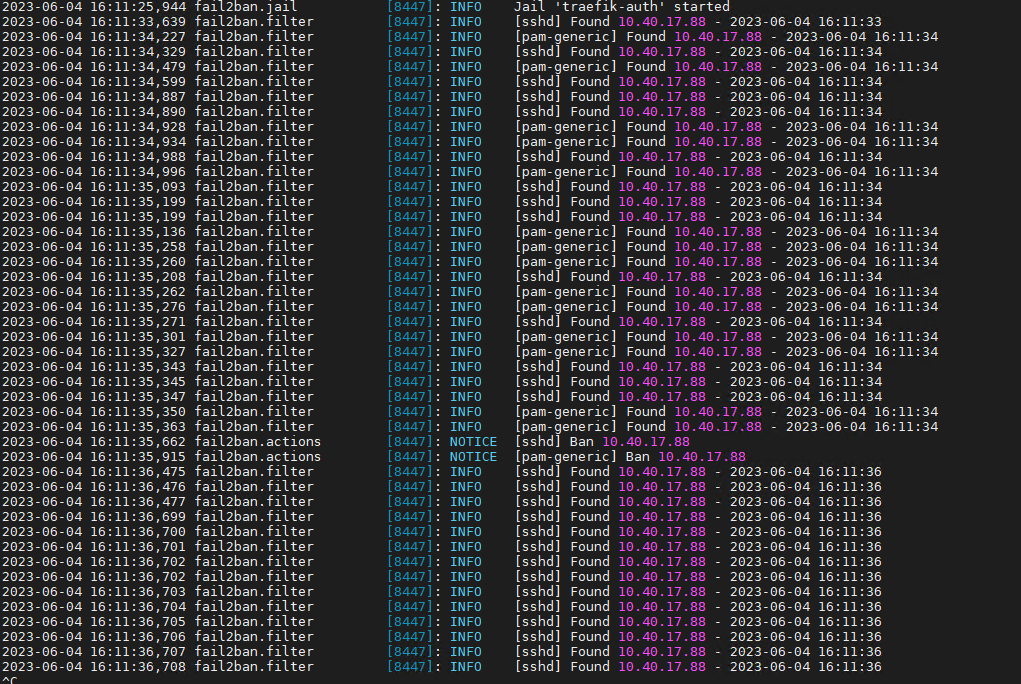 2023-06-04 16:11:25,944 fail2ban.jail [8447]: INFO Jail 'traefik-auth' started
2023-06-04 16:11:33,639 fail2ban.filter [8447]: INFO [sshd] Found 10.40.17.88 - 2023-06-04 16:11:33
2023-06-04 16:11:34,227 fail2ban.filter [8447]: INFO [pam-generic] Found 10.40.17.88 - 2023-06-04 16:11:34
2023-06-04 16:11:34,329 fail2ban.filter [8447]: INFO [sshd] Found 10.40.17.88 - 2023-06-04 16:11:34
2023-06-04 16:11:34,479 fail2ban.filter [8447]: INFO [pam-generic] Found 10.40.17.88 - 2023-06-04 16:11:34
2023-06-04 16:11:34,599 fail2ban.filter [8447]: INFO [sshd] Found 10.40.17.88 - 2023-06-04 16:11:34
2023-06-04 16:11:34,887 fail2ban.filter [8447]: INFO [sshd] Found 10.40.17.88 - 2023-06-04 16:11:34
2023-06-04 16:11:34,890 fail2ban.filter [8447]: INFO [sshd] Found 10.40.17.88 - 2023-06-04 16:11:34
2023-06-04 16:11:34,928 fail2ban.filter [8447]: INFO [pam-generic] Found 10.40.17.88 - 2023-06-04 16:11:34
2023-06-04 16:11:34,934 fail2ban.filter [8447]: INFO [pam-generic] Found 10.40.17.88 - 2023-06-04 16:11:34
2023-06-04 16:11:34,988 fail2ban.filter [8447]: INFO [sshd] Found 10.40.17.88 - 2023-06-04 16:11:34
2023-06-04 16:11:34,996 fail2ban.filter [8447]: INFO [pam-generic] Found 10.40.17.88 - 2023-06-04 16:11:34
2023-06-04 16:11:35,093 fail2ban.filter [8447]: INFO [sshd] Found 10.40.17.88 - 2023-06-04 16:11:34
2023-06-04 16:11:35,199 fail2ban.filter [8447]: INFO [sshd] Found 10.40.17.88 - 2023-06-04 16:11:34
2023-06-04 16:11:35,199 fail2ban.filter [8447]: INFO [sshd] Found 10.40.17.88 - 2023-06-04 16:11:34
2023-06-04 16:11:35,136 fail2ban.filter [8447]: INFO [pam-generic] Found 10.40.17.88 - 2023-06-04 16:11:34
2023-06-04 16:11:35,258 fail2ban.filter [8447]: INFO [pam-generic] Found 10.40.17.88 - 2023-06-04 16:11:34
2023-06-04 16:11:35,260 fail2ban.filter [8447]: INFO [pam-generic] Found 10.40.17.88 - 2023-06-04 16:11:34
2023-06-04 16:11:35,208 fail2ban.filter [8447]: INFO [sshd] Found 10.40.17.88 - 2023-06-04 16:11:34
2023-06-04 16:11:35,262 fail2ban.filter [8447]: INFO [pam-generic] Found 10.40.17.88 - 2023-06-04 16:11:34
2023-06-04 16:11:35,276 fail2ban.filter [8447]: INFO [pam-generic] Found 10.40.17.88 - 2023-06-04 16:11:34
2023-06-04 16:11:35,271 fail2ban.filter [8447]: INFO [sshd] Found 10.40.17.88 - 2023-06-04 16:11:34
2023-06-04 16:11:35,301 fail2ban.filter [8447]: INFO [pam-generic] Found 10.40.17.88 - 2023-06-04 16:11:34
2023-06-04 16:11:35,327 fail2ban.filter [8447]: INFO [pam-generic] Found 10.40.17.88 - 2023-06-04 16:11:34
2023-06-04 16:11:35,343 fail2ban.filter [8447]: INFO [sshd] Found 10.40.17.88 - 2023-06-04 16:11:34
2023-06-04 16:11:35,345 fail2ban.filter [8447]: INFO [sshd] Found 10.40.17.88 - 2023-06-04 16:11:34
2023-06-04 16:11:35,347 fail2ban.filter [8447]: INFO [sshd] Found 10.40.17.88 - 2023-06-04 16:11:34
2023-06-04 16:11:35,350 fail2ban.filter [8447]: INFO [pam-generic] Found 10.40.17.88 - 2023-06-04 16:11:34
2023-06-04 16:11:35,363 fail2ban.filter [8447]: INFO [pam-generic] Found 10.40.17.88 - 2023-06-04 16:11:34
2023-06-04 16:11:35,662 fail2ban.actions [8447]: NOTICE [sshd] Ban 10.40.17.88
2023-06-04 16:11:35,915 fail2ban.actions [8447]: NOTICE [pam-generic] Ban 10.40.17.88
2023-06-04 16:11:36,475 fail2ban.filter [8447]: INFO [sshd] Found 10.40.17.88 - 2023-06-04 16:11:36
2023-06-04 16:11:36,476 fail2ban.filter [8447]: INFO [sshd] Found 10.40.17.88 - 2023-06-04 16:11:36
2023-06-04 16:11:36,477 fail2ban.filter [8447]: INFO [sshd] Found 10.40.17.88 - 2023-06-04 16:11:36
2023-06-04 16:11:36,699 fail2ban.filter [8447]: INFO [sshd] Found 10.40.17.88 - 2023-06-04 16:11:36
2023-06-04 16:11:36,700 fail2ban.filter [8447]: INFO [sshd] Found 10.40.17.88 - 2023-06-04 16:11:36
2023-06-04 16:11:36,701 fail2ban.filter [8447]: INFO [sshd] Found 10.40.17.88 - 2023-06-04 16:11:36
2023-06-04 16:11:36,702 fail2ban.filter [8447]: INFO [sshd] Found 10.40.17.88 - 2023-06-04 16:11:36
2023-06-04 16:11:36,702 fail2ban.filter [8447]: INFO [sshd] Found 10.40.17.88 - 2023-06-04 16:11:36
2023-06-04 16:11:36,703 fail2ban.filter [8447]: INFO [sshd] Found 10.40.17.88 - 2023-06-04 16:11:36
2023-06-04 16:11:36,704 fail2ban.filter [8447]: INFO [sshd] Found 10.40.17.88 - 2023-06-04 16:11:36
2023-06-04 16:11:36,705 fail2ban.filter [8447]: INFO [sshd] Found 10.40.17.88 - 2023-06-04 16:11:36
2023-06-04 16:11:36,706 fail2ban.filter [8447]: INFO [sshd] Found 10.40.17.88 - 2023-06-04 16:11:36
2023-06-04 16:11:36,707 fail2ban.filter [8447]: INFO [sshd] Found 10.40.17.88 - 2023-06-04 16:11:36
2023-06-04 16:11:36,708 fail2ban.filter [8447]: INFO [sshd] Found 10.40.17.88 - 2023-06-04 16:11:36
^C